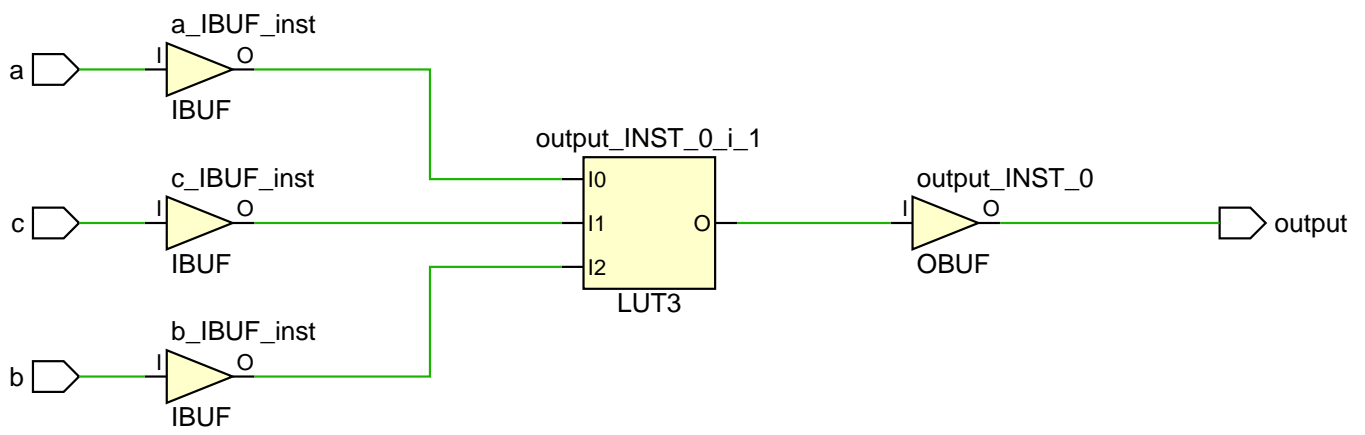 a_IBUF_inst
a
I
O
IBUF
output_INST_0_i_1
c_IBUF_inst
output_INST_0
I0
c
I
O
I1
O
I
O
output
IBUF
I2
OBUF
LUT3
b_IBUF_inst
b
I
O
IBUF